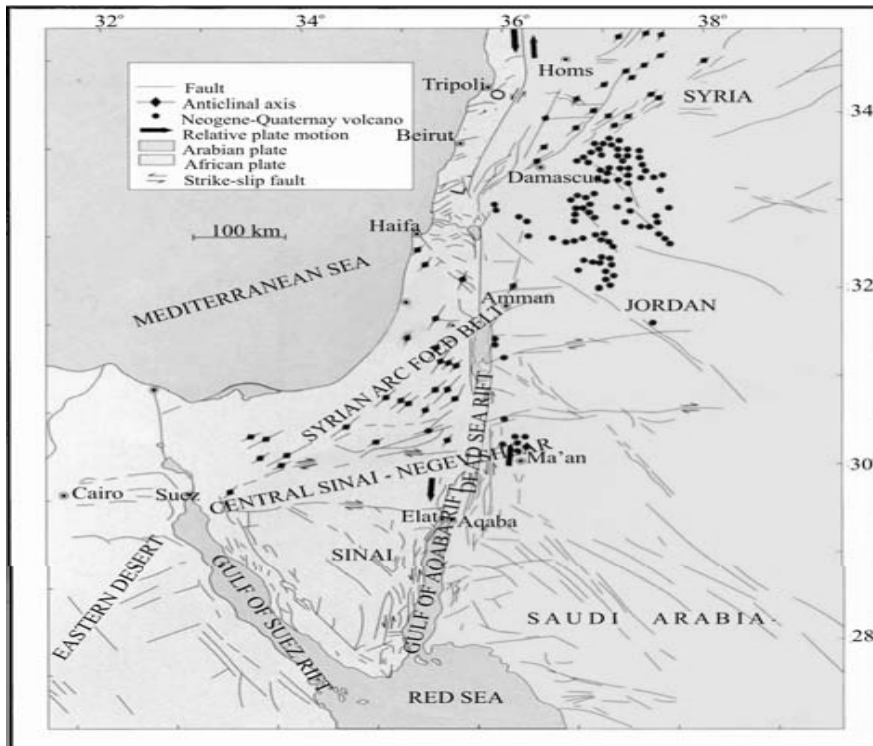 32°
34°
36°
38°
Fault
Anticlinal axis
Neogene-Quaternay volcano
Relative plate motion
Arabian plate
African plate
Strike-slip fault
Tripoli
Homs
SYRIA
34
Beirut
Damascu
Haifa
100 km
MEDITERRANEAN SEA
32
Amman
JORDAN
SYRIAN ARC FOLD BELT
DEAD SEA RIFT
CENTRAL SINAI - NEGEV SHEAR
Ma'an
30
Cairo
Suez
Elat
Aqaba
SINAI
GULF OF AQABA RIFT
EASTERN DESERT
GULF OF SUEZ RIFT
SAUDI ARABIA
28
RED SEA